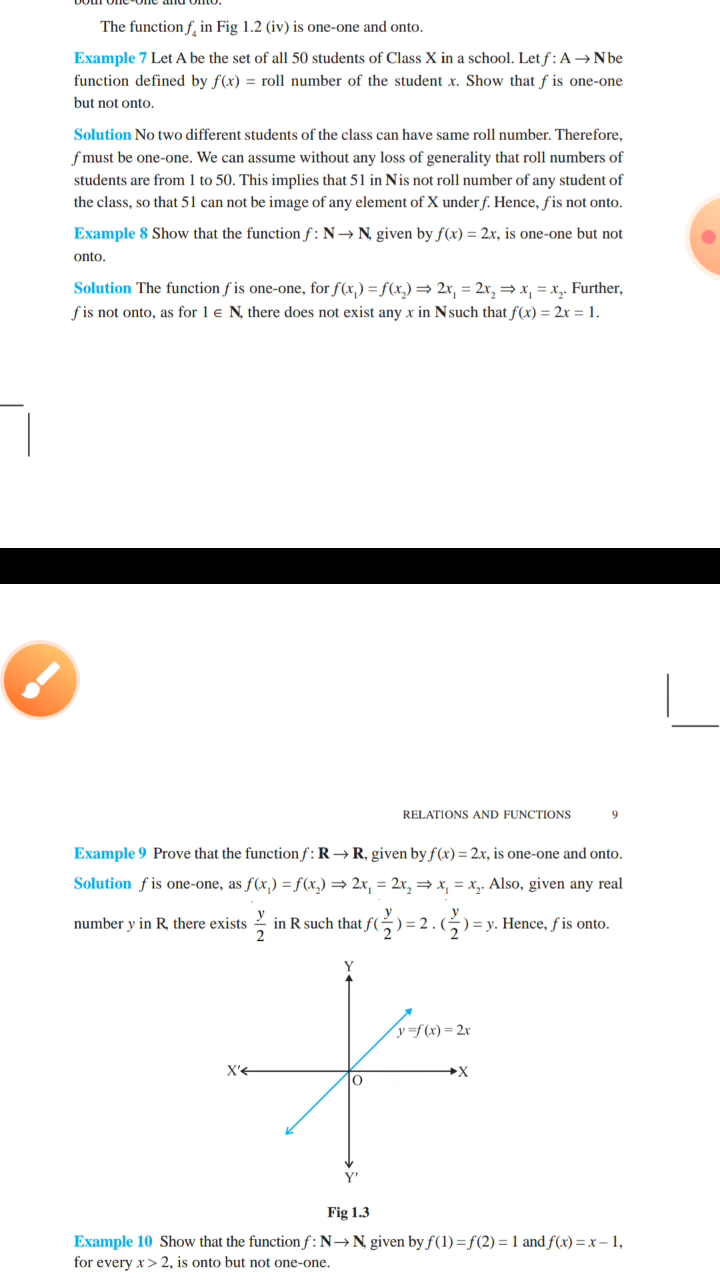 The function f₄ in Fig 1.2 (iv) is one-one and onto.
Example 7 Let A be the set of all 50 students of Class X in a school. Let f : A → N be
function defined by f(x) = roll number of the student x. Show that f is one-one
but not onto.
Solution No two different students of the class can have same roll number. Therefore,
f must be one-one. We can assume without any loss of generality that roll numbers of
students are from 1 to 50. This implies that 51 in N is not roll number of any student of
the class, so that 51 can not be image of any element of X under f. Hence, f is not onto.
Example 8 Show that the function f : N → N, given by f(x) = 2x, is one-one but not
onto.
Solution The function f is one-one, for f(x₁) = f(x₂) ⇒ 2x₁ = 2x₂ ⇒ x₁ = x₂. Further,
f is not onto, as for 1 ∈ N, there does not exist any x in N such that f(x) = 2x = 1.
RELATIONS AND FUNCTIONS 9
Example 9 Prove that the function f : R → R, given by f(x) = 2x, is one-one and onto.
Solution f is one-one, as f(x₁) = f(x₂) ⇒ 2x₁ = 2x₂ ⇒ x₁ = x₂. Also, given any real
number y in R, there exists y/2 in R such that f(y/2) = 2 . (y/2) = y. Hence, f is onto.
Y
y = f(x) = 2x
X' X
O
Y'
Fig 1.3
Example 10 Show that the function f : N → N, given by f(1) = f(2) = 1 and f(x) = x – 1,
for every x > 2, is onto but not one-one.